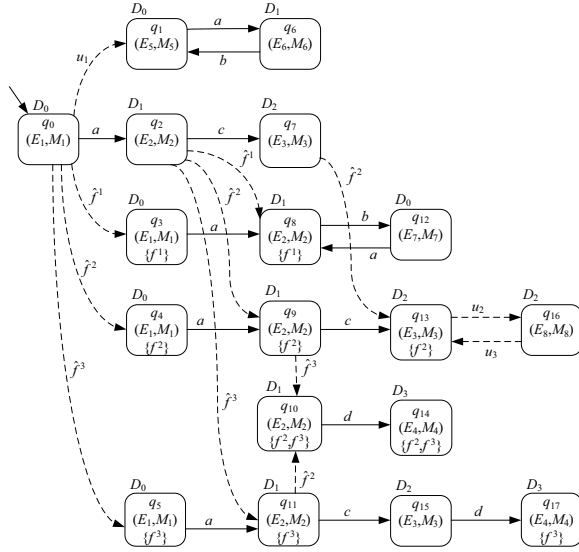 D₀ D₁
q₁ a q₆
(E₅,M₅) (E₆,M₆)
u₁ b
D₀ D₁ D₂
q₀ q₂ q₇
(E₁,M₁) a (E₂,M₂) c (E₃,M₃)
f̂¹ f̂² f̂²
D₀ D₁ D₀
f̂¹ q₃ q₈ b q₁₂
(E₁,M₁) a (E₂,M₂) (E₇,M₇)
{f¹} {f¹} a
f̂² D₀ D₁ D₂ D₂
q₄ q₉ q₁₃ u₂ q₁₆
(E₁,M₁) a (E₂,M₂) c (E₃,M₃) (E₈,M₈)
{f²} {f²} {f²} u₃
f̂³ f̂³
D₁ D₃
f̂³ q₁₀ q₁₄
(E₂,M₂) d (E₄,M₄)
{f²,f³} {f²,f³}
f̂²
D₀ D₁ D₂ D₃
q₅ q₁₁ q₁₅ q₁₇
(E₁,M₁) a (E₂,M₂) c (E₃,M₃) d (E₄,M₄)
{f³} {f³} {f³}